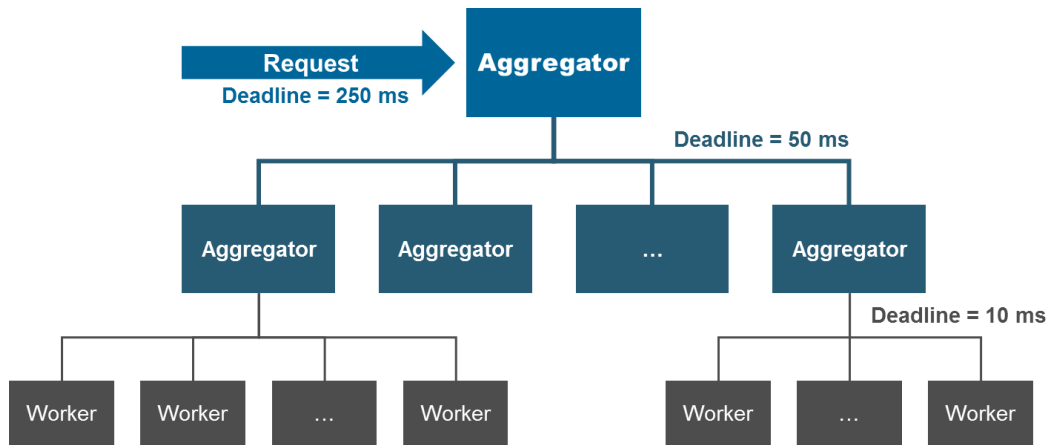 Aggregator
Request
Deadline = 250 ms
Deadline = 50 ms
Aggregator
Aggregator
...
Aggregator
Deadline = 10 ms
Worker
Worker
...
Worker
Worker
...
Worker